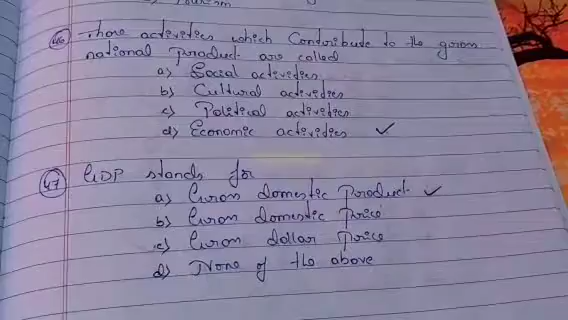 Tourism
46) Those activities which Contribute to the gross
national Product are called
a) Social activities
b) Cultural activities
c) Political activities
d) Economic activities ✓
47) GDP stands for
a) Gross domestic Product ✓
b) Gross domestic Price
c) Gross dollar Price
d) None of the above